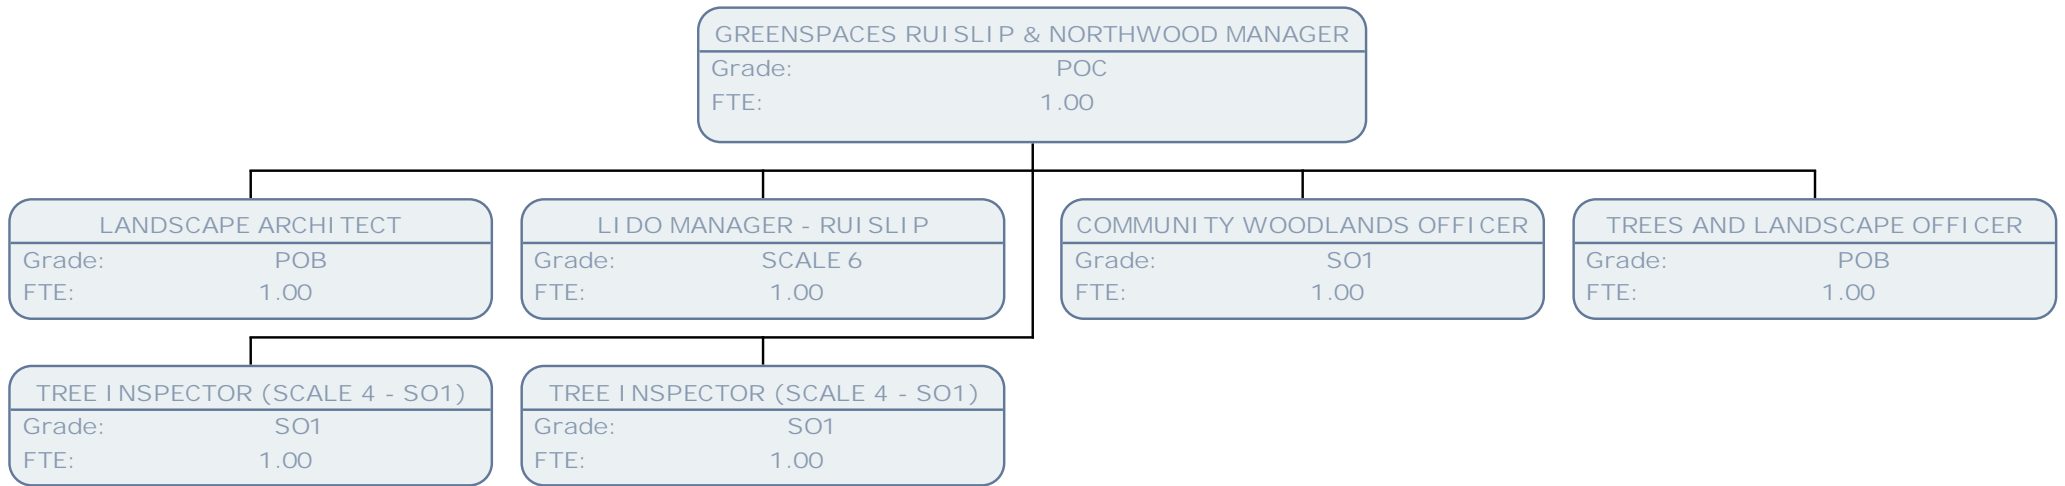 GREENSPACES RUISLIP & NORTHWOOD MANAGER
Grade: POC
FTE: 1.00
LANDSCAPE ARCHITECT
Grade: POB
FTE: 1.00
LIDO MANAGER - RUISLIP
Grade: SCALE 6
FTE: 1.00
COMMUNITY WOODLANDS OFFICER
Grade: SO1
FTE: 1.00
TREES AND LANDSCAPE OFFICER
Grade: POB
FTE: 1.00
TREE INSPECTOR (SCALE 4 - SO1)
Grade: SO1
FTE: 1.00
TREE INSPECTOR (SCALE 4 - SO1)
Grade: SO1
FTE: 1.00